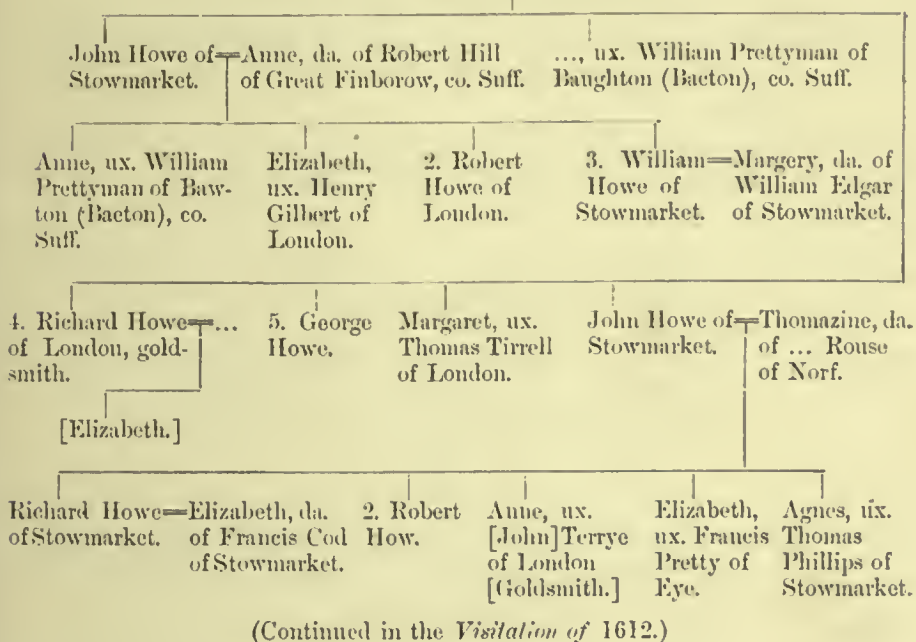 John Howe of
Stowmarket.
Anne, da. of Robert Hill
of Great Finborow, co. Suff.
..., ux. William Prettyman of
Baughton (Bacton), co. Suff.
Anne, ux. William
Prettyman of Baw-
ton (Bacton), co.
Suff.
Elizabeth,
ux. Henry
Gilbert of
London.
2. Robert
Howe of
London.
3. William
Howe of
Stowmarket.
Margery, da. of
William Edgar
of Stowmarket.
4. Richard Howe
of London, gold-
smith.
...
5. George
Howe.
Margaret, ux.
Thomas Tirrell
of London.
John Howe of
Stowmarket.
Thomazine, da.
of ... Rouse
of Norf.
[Elizabeth.]
Richard Howe
of Stowmarket.
Elizabeth, da.
of Francis Cod
of Stowmarket.
2. Robert
How.
Anne, ux.
[John] Terrye
of London
[Goldsmith.]
Elizabeth,
ux. Francis
Pretty of
Eye.
Agnes, ux.
Thomas
Phillips of
Stowmarket.
(Continued in the Visitation of 1612.)